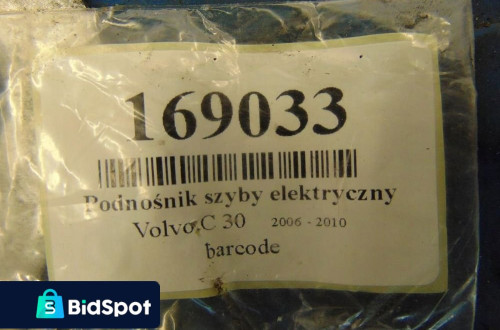 169033
Podnośnik szyby elektryczny
Volvo C 30 2006 - 2010
barcode
BidSpot